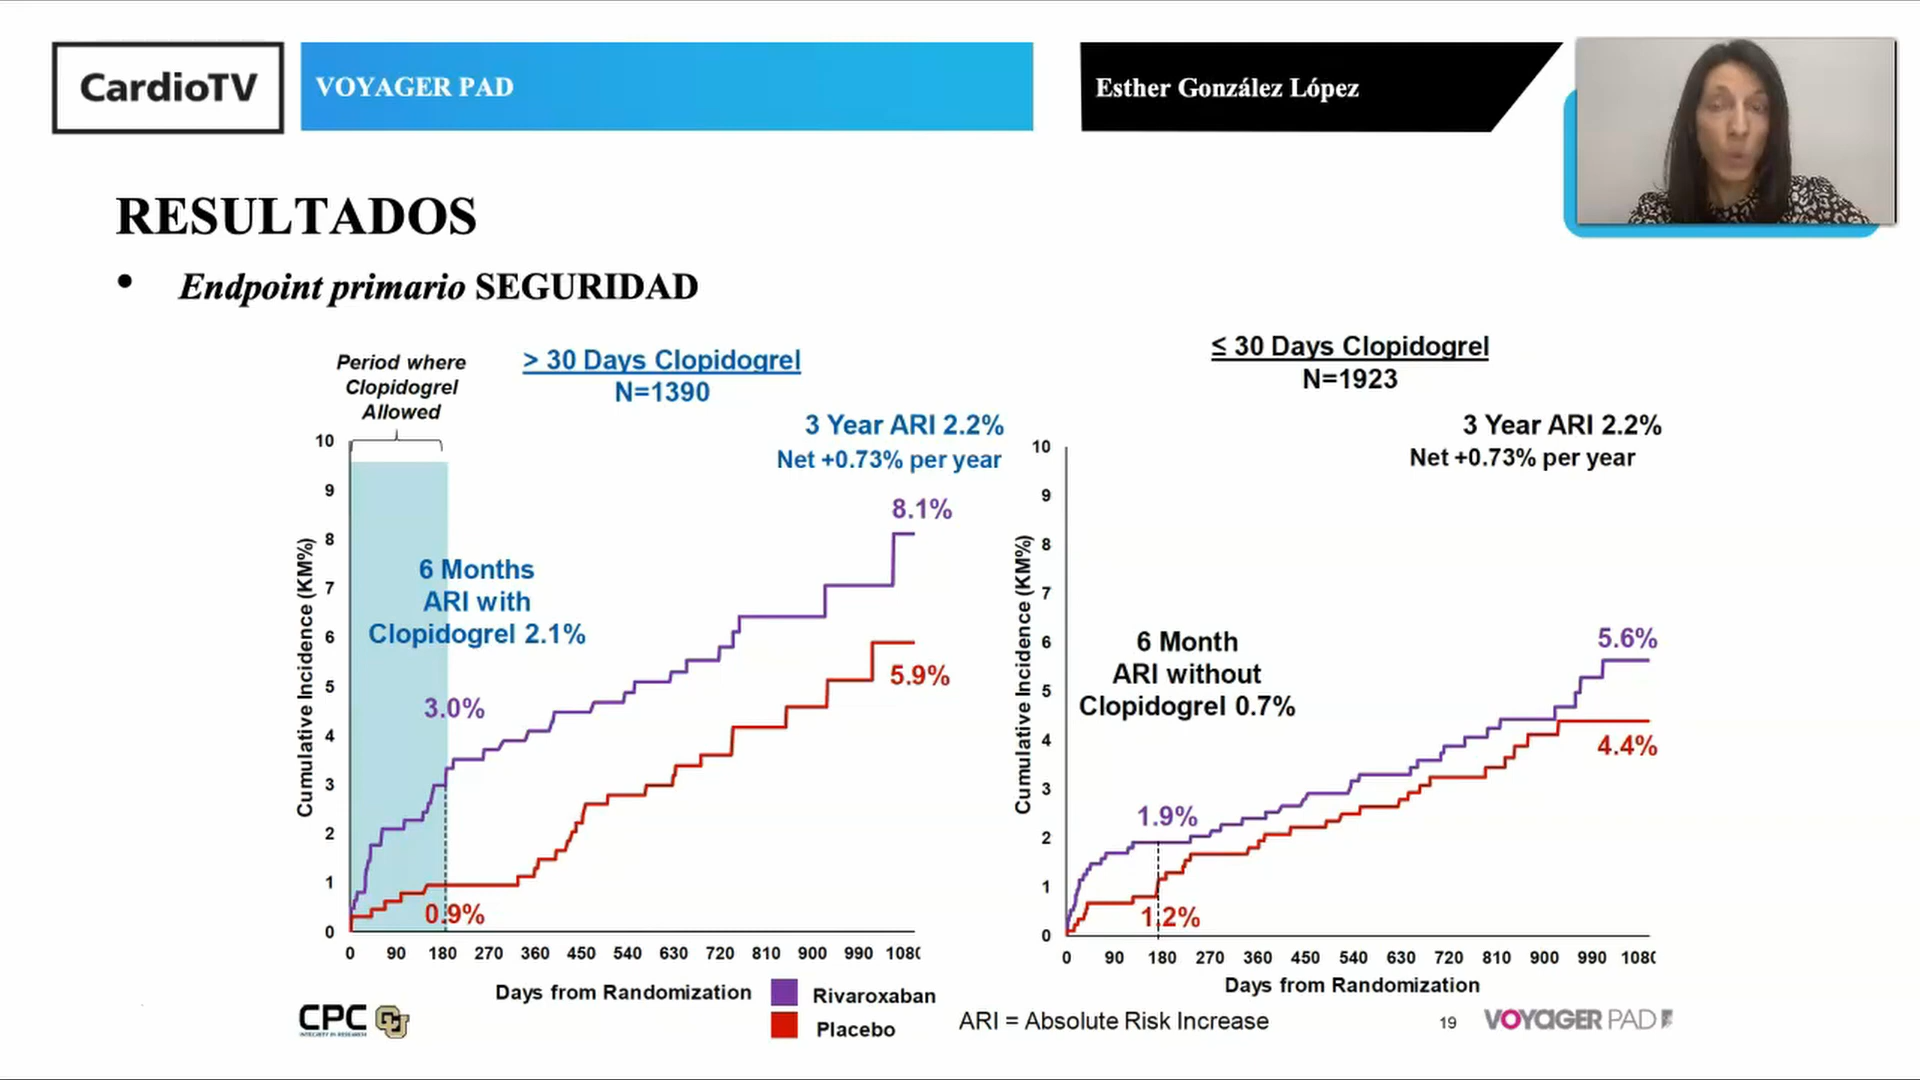 CardioTV
VOYAGER PAD
Esther González López
RESULTADOS
• Endpoint primario SEGURIDAD
Period where
Clopidogrel
Allowed
> 30 Days Clopidogrel
N=1390
3 Year ARI 2.2%
Net +0.73% per year
8.1%
6 Months
ARI with
Clopidogrel 2.1%
3.0%
5.9%
0.9%
Cumulative Incidence (KM%)
10
9
8
7
6
5
4
3
2
1
0
0 90 180 270 360 450 540 630 720 810 900 990 1080
Days from Randomization
≤ 30 Days Clopidogrel
N=1923
3 Year ARI 2.2%
Net +0.73% per year
5.6%
6 Month
ARI without
Clopidogrel 0.7%
4.4%
1.9%
1.2%
Cumulative Incidence (KM%)
10
9
8
7
6
5
4
3
2
1
0
0 90 180 270 360 450 540 630 720 810 900 990 1080
Days from Randomization
Rivaroxaban
Placebo
ARI = Absolute Risk Increase
CPC
CU
19
VOYAGER PAD